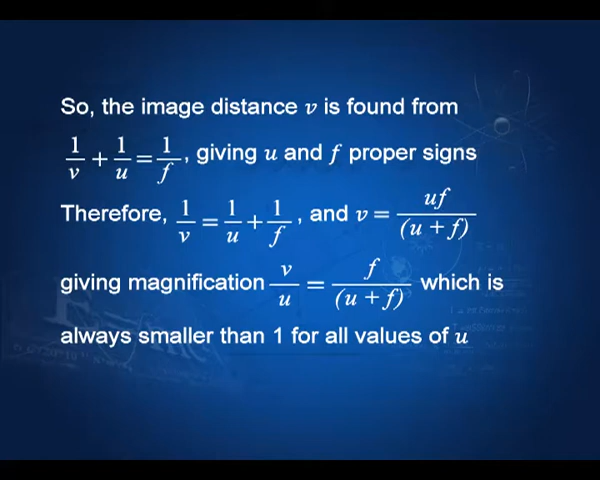 So, the image distance v is found from
1/v + 1/u = 1/f, giving u and f proper signs
Therefore, 1/v = 1/u + 1/f, and v = uf/(u + f)
giving magnification v/u = f/(u + f) which is
always smaller than 1 for all values of u